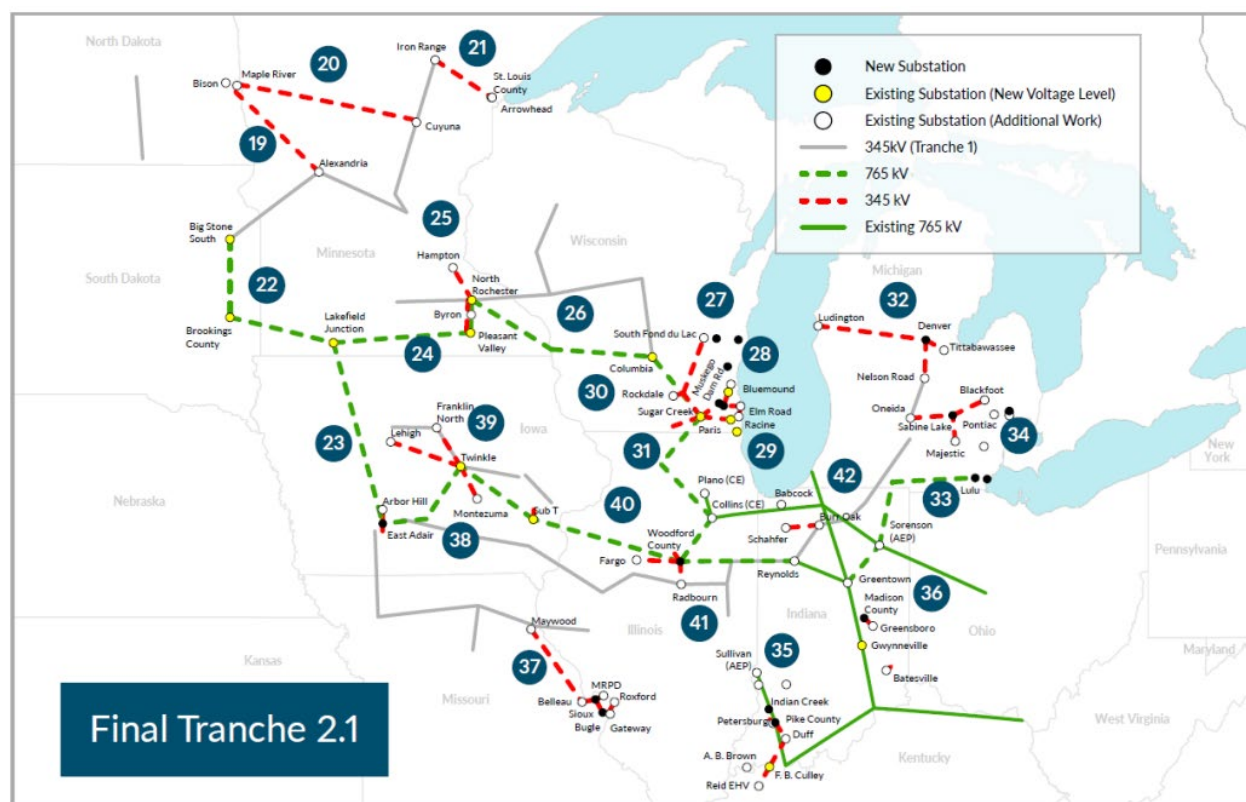 North Dakota
20
Iron Range
21
Bison
Maple River
St. Louis
County
Arrowhead
Cuyuna
19
Alexandria
New Substation
Existing Substation (New Voltage Level)
Existing Substation (Additional Work)
345kV (Tranche 1)
765 kV
345 kV
Existing 765 kV
Big Stone
South
25
Minnesota
Wisconsin
Hampton
South Dakota
22
North
Rochester
Michigan
32
27
26
Byron
Ludington
Denver
Lakefield
Junction
South Fond du Lac
Brookings
County
24
Pleasant
Valley
28
Tittabawassee
Columbia
Muskego
Dam Rd
Nelson Road
Bluemound
Blackfoot
30
Rockdale
Franklin
North
39
Oneida
Sugar Creek
Elm Road
Iowa
Paris
Racine
Sabine Lake
Pontiac
34
Lehigh
New
York
23
31
29
Majestic
Twinkle
42
Nebraska
Plano (CE)
33
Lulu
Montezuma
40
Babcock
Arbor Hill
Sub T
Collins (CE)
Burr Oak
Sorenson
(AEP)
East Adair
38
Woodford
County
Schahfer
Pennsylvania
Fargo
Reynolds
Greentown
36
Radbourn
Madison
County
Indiana
Ohio
Maywood
Illinois
41
Greensboro
Maryland
35
Gwynneville
Kansas
Sullivan
(AEP)
37
Batesville
MRPD
Missouri
Belleau
Roxford
Indian Creek
Sioux
Petersburg
Pike County
West Virginia
Bugle
Gateway
Duff
Final Tranche 2.1
A. B. Brown
Kentucky
F. B. Culley
Reid EHV